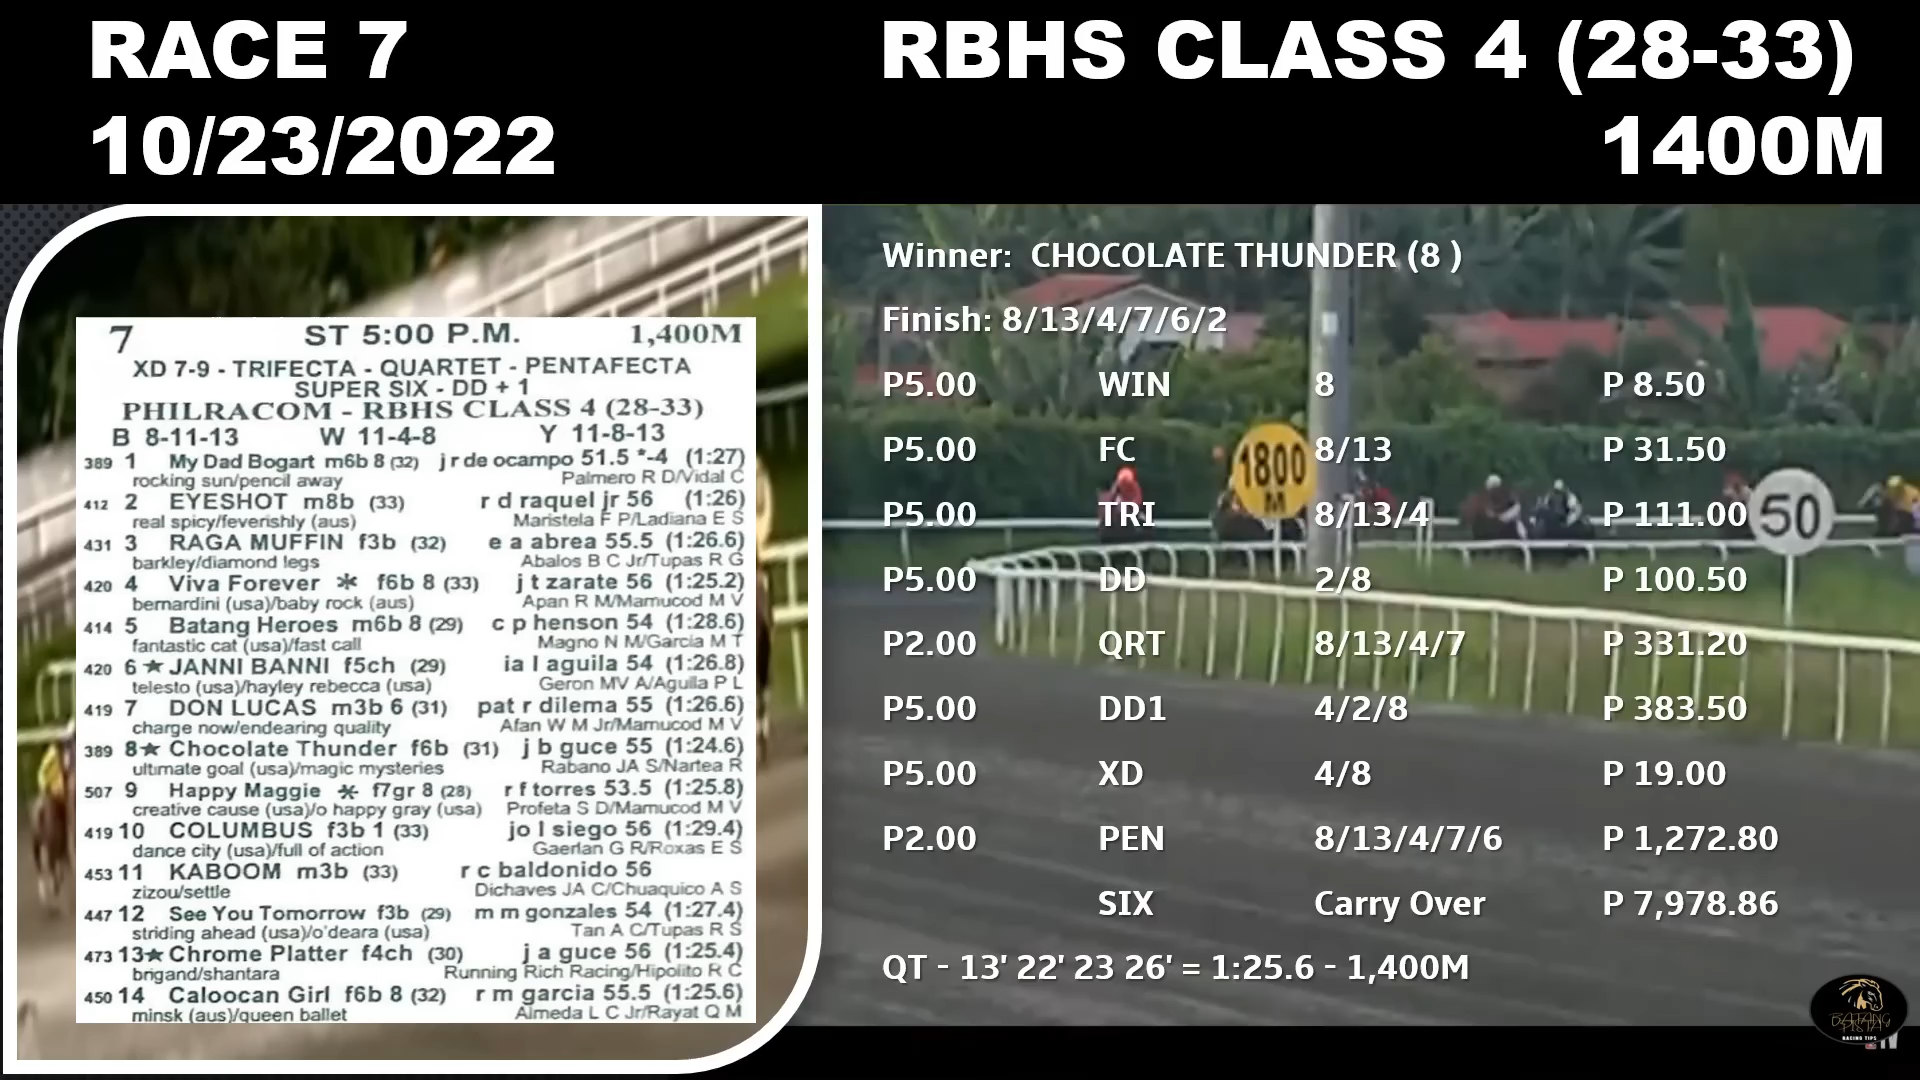 RACE 7
RBHS CLASS 4 (28-33)
10/23/2022
1400M
7 ST 5:00 P.M. 1,400M
XD 7-9 - TRIFECTA - QUARTET - PENTAFECTA
SUPER SIX - DD + 1
PHILRACOM - RBHS CLASS 4 (28-33)
B 8-11-13 W 11-4-8 Y 11-8-13
389 1 My Dad Bogart m6b 8 (32) j r de ocampo 51.5 *-4 (1:27)
rocking sun/pencil away Palmero R D/Vidal C
412 2 EYESHOT m8b (33) r d raquel jr 56 (1:26)
real spicy/feverishly (aus) Maristela F P/Ladiana E S
431 3 RAGA MUFFIN f3b (32) e a abrea 55.5 (1:26.6)
barkley/diamond legs Abalos B C Jr/Tupas R G
420 4 Viva Forever * f6b 8 (33) j t zarate 56 (1:25.2)
bernardini (usa)/baby rock (aus) Apan R M/Mamucod M V
414 5 Batang Heroes m6b 8 (29) c p henson 54 (1:28.6)
fantastic cat (usa)/fast call Magno N M/Garcia M T
420 6 ★ JANNI BANNI f5ch (29) ia l aguila 54 (1:26.8)
telesto (usa)/hayley rebecca (usa) Geron MV A/Aguila P L
419 7 DON LUCAS m3b 6 (31) pat r dilema 55 (1:26.6)
charge now/endearing quality Afan W M Jr/Mamucod M V
389 8★ Chocolate Thunder f6b (31) j b guce 55 (1:24.6)
ultimate goal (usa)/magic mysteries Rabano JA S/Nartea R
507 9 Happy Maggie * f7gr 8 (28) r f torres 53.5 (1:25.8)
creative cause (usa)/o happy gray (usa) Profeta S D/Mamucod M V
419 10 COLUMBUS f3b 1 (33) jo l siego 56 (1:29.4)
dance city (usa)/full of action Gaerlan G R/Roxas E S
453 11 KABOOM m3b (33) r c baldonido 56
zizou/settle Dichaves JA C/Chuaquico A S
447 12 See You Tomorrow f3b (29) m m gonzales 54 (1:27.4)
striding ahead (usa)/o'deara (usa) Tan A C/Tupas R S
473 13★ Chrome Platter f4ch (30) j a guce 56 (1:25.4)
brigand/shantara Running Rich Racing/Hipolito R C
450 14 Caloocan Girl f6b 8 (32) r m garcia 55.5 (1:25.6)
minsk (aus)/queen ballet Almeda L C Jr/Rayat Q M
Winner: CHOCOLATE THUNDER (8 )
Finish: 8/13/4/7/6/2
P5.00 WIN 8 P 8.50
P5.00 FC 8/13 P 31.50
P5.00 TRI 8/13/4 P 111.00
P5.00 DD 2/8 P 100.50
P2.00 QRT 8/13/4/7 P 331.20
P5.00 DD1 4/2/8 P 383.50
P5.00 XD 4/8 P 19.00
P2.00 PEN 8/13/4/7/6 P 1,272.80
SIX Carry Over P 7,978.86
QT - 13' 22' 23 26' = 1:25.6 - 1,400M
1800
M
50
BATANG
PISTA
RACING TIPS